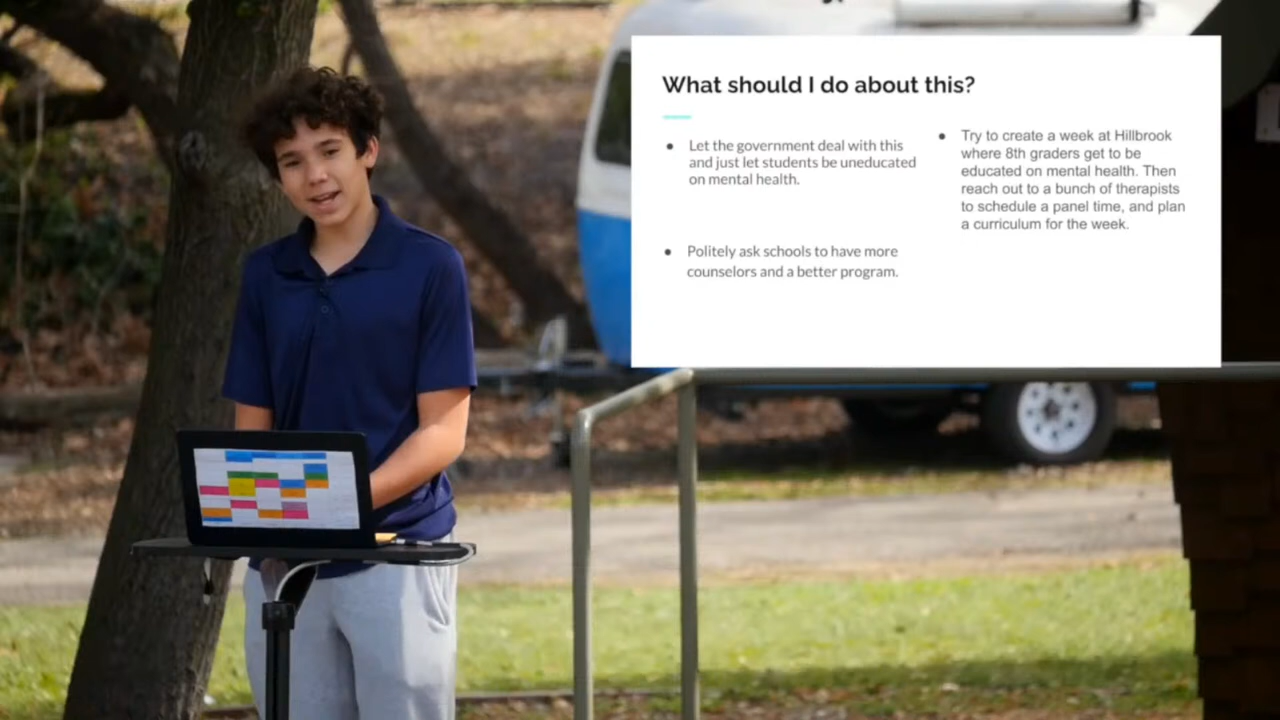 What should I do about this?
Let the government deal with this
and just let students be uneducated
on mental health.
Politely ask schools to have more
counselors and a better program.
Try to create a week at Hillbrook
where 8th graders get to be
educated on mental health. Then
reach out to a bunch of therapists
to schedule a panel time, and plan
a curriculum for the week.